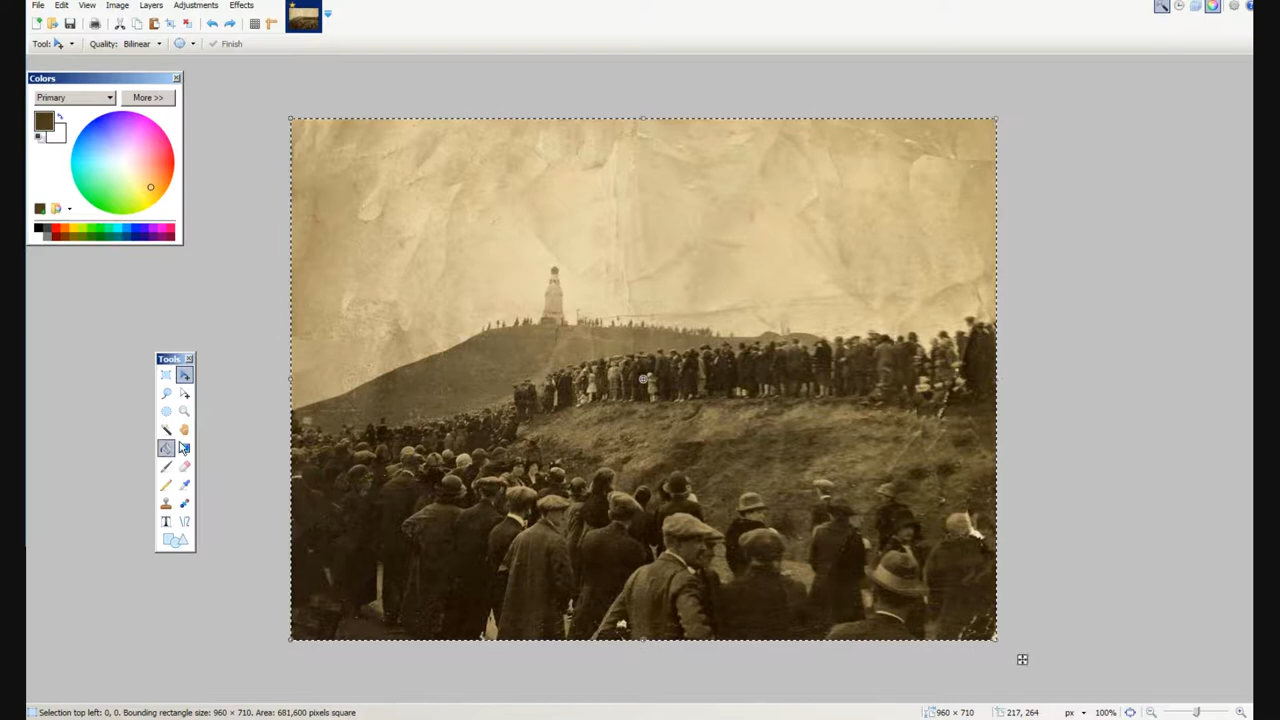 File Edit View Image Layers Adjustments Effects
Tool: Quality: Bilinear Finish
Colors
Primary More >>
Tools
Selection top left: 0, 0. Bounding rectangle size: 960 × 710. Area: 681,600 pixels square
960 × 710 217, 264 px 100%